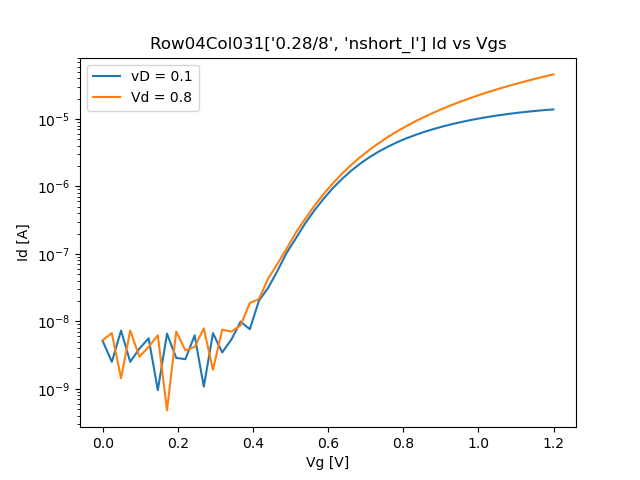 Row04Col031['0.28/8', 'nshort_l'] Id vs Vgs
vD = 0.1
Vd = 0.8
Id [A]
10⁻⁵
10⁻⁶
10⁻⁷
10⁻⁸
10⁻⁹
0.0 0.2 0.4 0.6 0.8 1.0 1.2
Vg [V]